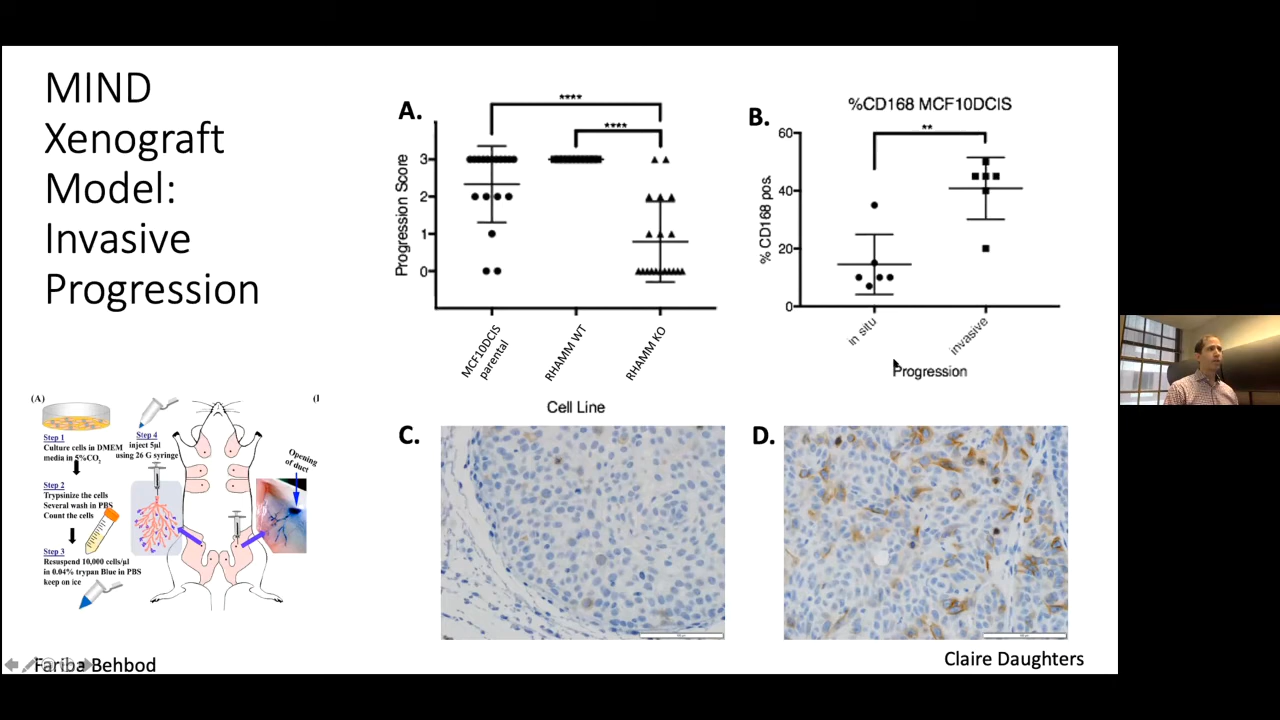 MIND
Xenograft
Model:
Invasive
Progression
A.
****
****
Progression Score
3
2
1
0
MCF10DCIS
parental
RHAMM WT
RHAMM KO
Cell Line
B.
%CD168 MCF10DCIS
**
% CD168 pos.
60
40
20
0
in situ
invasive
Progression
(A)
(I
Step 1
Culture cells in DMEM
media in 5%CO2
Step 4
inject 5µl
using 26 G syringe
Step 2
Trypsinize the cells
Several wash in PBS
Count the cells
Step 3
Resuspend 10,000 cells/µl
in 0.04% trypan Blue in PBS
keep on ice
Opening
of duct
C.
D.
Fariba Behbod
Claire Daughters